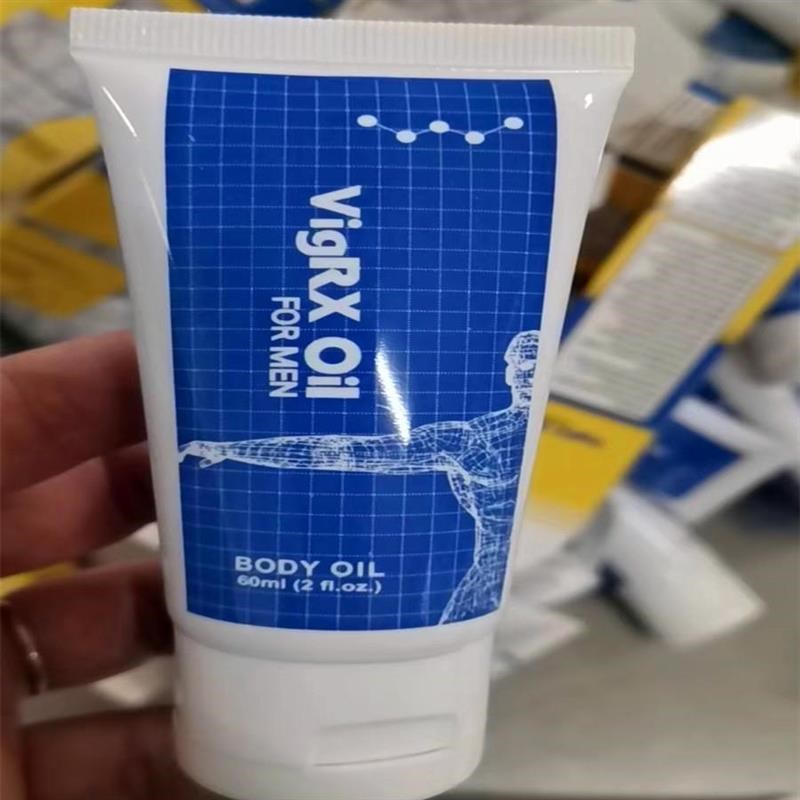 VigRX Oil
FOR MEN
BODY OIL
60ml (2 fl.oz.)